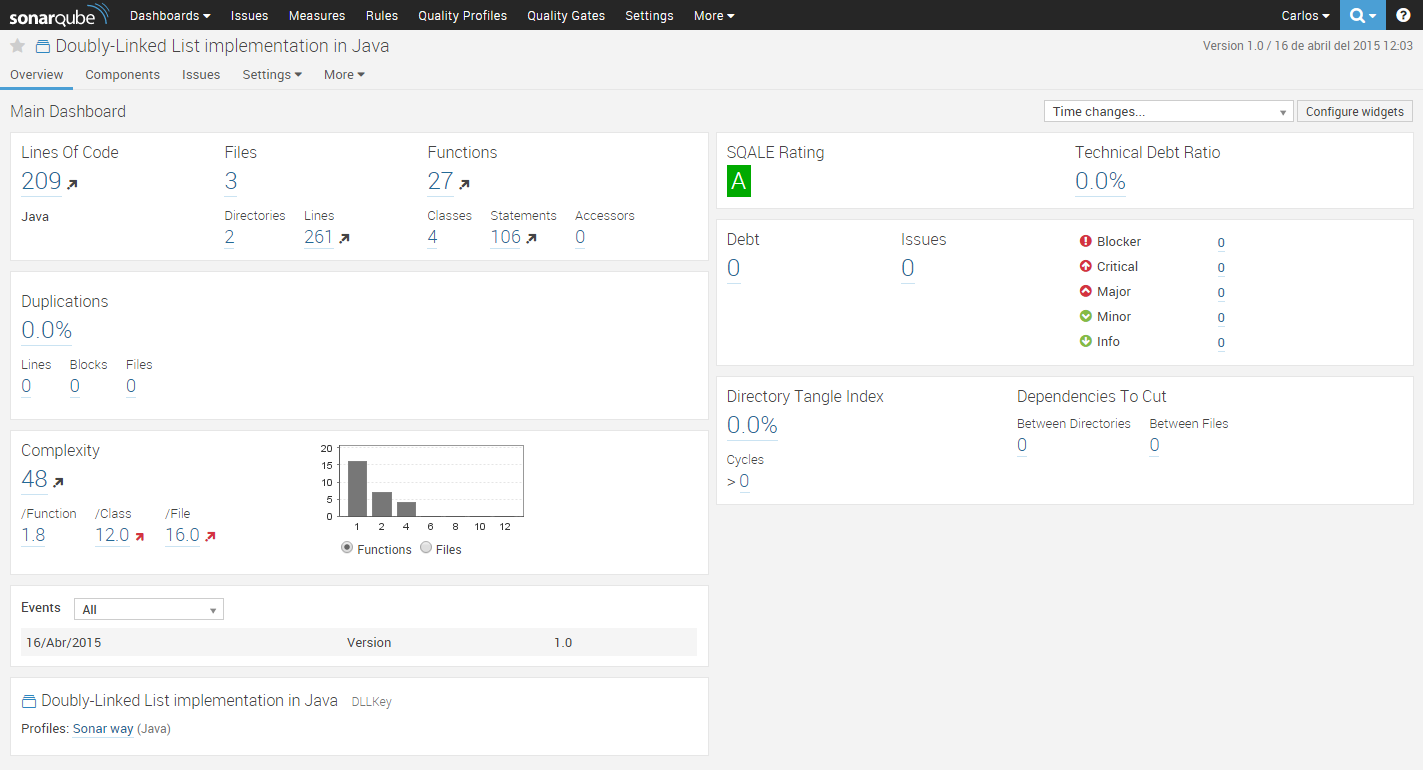 sonarqube Dashboards Issues Measures Rules Quality Profiles Quality Gates Settings More Carlos ?
Doubly-Linked List implementation in Java Version 1.0 / 16 de abril del 2015 12:03
Overview Components Issues Settings More
Main Dashboard Time changes... Configure widgets
Lines Of Code Files Functions
209 3 27
Java Directories Lines Classes Statements Accessors
2 261 4 106 0
Duplications
0.0%
Lines Blocks Files
0 0 0
Complexity
48
/Function /Class /File
1.8 12.0 16.0
20
15
10
5
0
1 2 4 6 8 10 12
Functions Files
Events All
16/Abr/2015 Version 1.0
Doubly-Linked List implementation in Java DLLKey
Profiles: Sonar way (Java)
SQALE Rating Technical Debt Ratio
A 0.0%
Debt Issues
0 0
Blocker 0
Critical 0
Major 0
Minor 0
Info 0
Directory Tangle Index Dependencies To Cut
0.0% Between Directories Between Files
0 0
Cycles
> 0